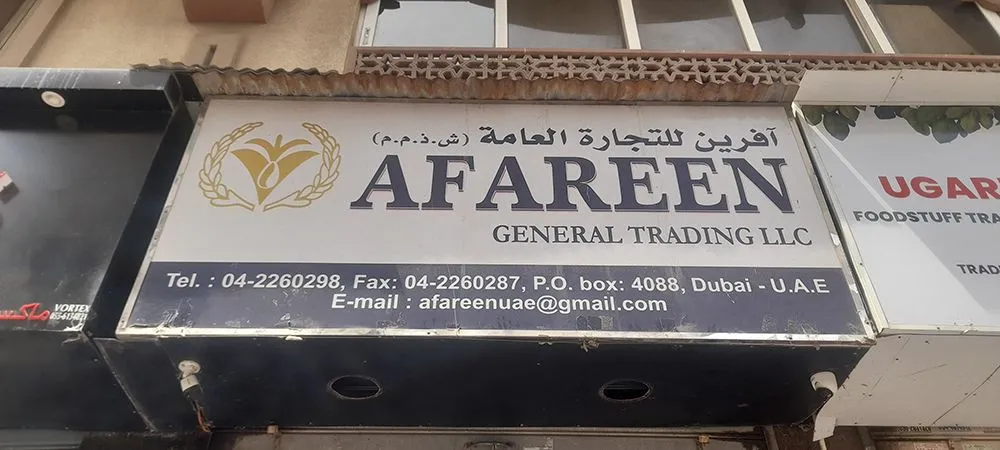 آفرين للتجارة العامة (ش.ذ.م.م)
AFAREEN
GENERAL TRADING LLC
Tel. : 04-2260298, Fax: 04-2260287, P.O. box: 4088, Dubai - U.A.E
E-mail : afareenuae@gmail.com
VORTEX
UGAR
FOODSTUFF TRA
TRAD